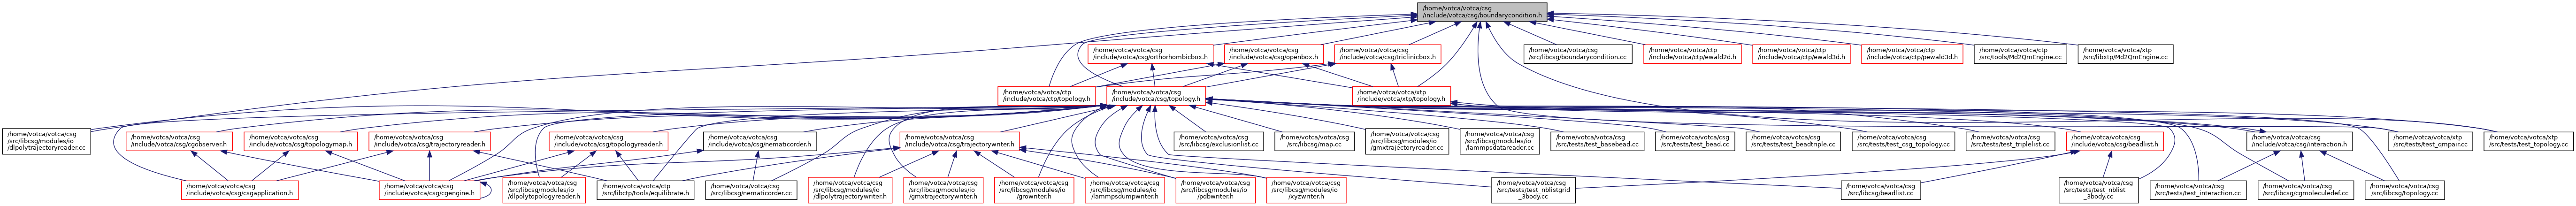 /home/votca/votca/csg
/include/votca/csg/boundarycondition.h
/home/votca/votca/csg
/include/votca/csg/orthorhombicbox.h
/home/votca/votca/csg
/include/votca/csg/openbox.h
/home/votca/votca/csg
/include/votca/csg/triclinicbox.h
/home/votca/votca/csg
/src/libcsg/boundarycondition.cc
/home/votca/votca/ctp
/include/votca/ctp/ewald2d.h
/home/votca/votca/ctp
/include/votca/ctp/ewald3d.h
/home/votca/votca/ctp
/include/votca/ctp/pewald3d.h
/home/votca/votca/ctp
/src/tools/Md2QmEngine.cc
/home/votca/votca/xtp
/src/libxtp/Md2QmEngine.cc
/home/votca/votca/ctp
/include/votca/ctp/topology.h
/home/votca/votca/csg
/include/votca/csg/topology.h
/home/votca/votca/xtp
/include/votca/xtp/topology.h
/home/votca/votca/csg
/src/libcsg/modules/io
/dlpolytrajectoryreader.cc
/home/votca/votca/csg
/include/votca/csg/cgobserver.h
/home/votca/votca/csg
/include/votca/csg/topologymap.h
/home/votca/votca/csg
/include/votca/csg/trajectoryreader.h
/home/votca/votca/csg
/include/votca/csg/topologyreader.h
/home/votca/votca/csg
/include/votca/csg/nematicorder.h
/home/votca/votca/csg
/include/votca/csg/trajectorywriter.h
/home/votca/votca/csg
/src/libcsg/exclusionlist.cc
/home/votca/votca/csg
/src/libcsg/map.cc
/home/votca/votca/csg
/src/libcsg/modules/io
/gmxtrajectoryreader.cc
/home/votca/votca/csg
/src/libcsg/modules/io
/lammpsdatareader.cc
/home/votca/votca/csg
/src/tests/test_basebead.cc
/home/votca/votca/csg
/src/tests/test_bead.cc
/home/votca/votca/csg
/src/tests/test_beadtriple.cc
/home/votca/votca/csg
/src/tests/test_csg_topology.cc
/home/votca/votca/csg
/src/tests/test_triplelist.cc
/home/votca/votca/csg
/include/votca/csg/beadlist.h
/home/votca/votca/csg
/include/votca/csg/interaction.h
/home/votca/votca/xtp
/src/tests/test_qmpair.cc
/home/votca/votca/xtp
/src/tests/test_topology.cc
/home/votca/votca/csg
/include/votca/csg/csgapplication.h
/home/votca/votca/csg
/include/votca/csg/cgengine.h
/home/votca/votca/csg
/src/libcsg/modules/io
/dlpolytopologyreader.h
/home/votca/votca/ctp
/src/libctp/tools/equilibrate.h
/home/votca/votca/csg
/src/libcsg/nematicorder.cc
/home/votca/votca/csg
/src/libcsg/modules/io
/dlpolytrajectorywriter.h
/home/votca/votca/csg
/src/libcsg/modules/io
/gmxtrajectorywriter.h
/home/votca/votca/csg
/src/libcsg/modules/io
/growriter.h
/home/votca/votca/csg
/src/libcsg/modules/io
/lammpsdumpwriter.h
/home/votca/votca/csg
/src/libcsg/modules/io
/pdbwriter.h
/home/votca/votca/csg
/src/libcsg/modules/io
/xyzwriter.h
/home/votca/votca/csg
/src/tests/test_nblistgrid
_3body.cc
/home/votca/votca/csg
/src/libcsg/beadlist.cc
/home/votca/votca/csg
/src/tests/test_nblist
_3body.cc
/home/votca/votca/csg
/src/tests/test_interaction.cc
/home/votca/votca/csg
/src/libcsg/cgmoleculedef.cc
/home/votca/votca/csg
/src/libcsg/topology.cc